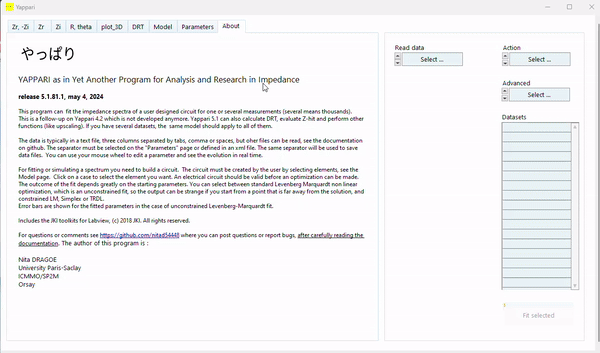 Yappari
Zr, -Zi Zr Zi R, theta plot_3D DRT Model Parameters About
やっぱり
YAPPARI as in Yet Another Program for Analysis and Research in Impedance
release 5.1.81.1, may 4, 2024
This program can fit the impedance spectra of a user designed circuit for one or several measurements (several means thousands).
This is a follow-up on Yappari 4.2 which is not developed anymore. Yappari 5.1 can also calculate DRT, evaluate Z-hit and perform other
functions (like upscaling). If you have several datasets, the same model should apply to all of them.
The data is typically in a text file, three columns separated by tabs, comma or spaces, but oher files can be read, see the documentation
on github. The separator must be selected on the "Parameters" page or defined in an xml file. The same separator will be used to save
data files. You can use your mouse whel to edit a parameter and see the evolution in real time.
For fitting or simulating a spectrum you need to build a circuit. The circuit must be created by the user by selecting elements, see the
Model page. Click on a case to select the element you want. An electrical circuit should be valid before an optimization can be made.
The outcome of the fit depends greatly on the starting parameters. You can select between standard Levenberg Marquardt non linear
optimization, which is an unconstrained fit, so the output can be strange if you start from a point that is far away from the solution, and
constrained LM, Simplex or TRDL.
Error bars are shown for the fitted parameters in the case of unconstrained Levenberg-Marquardt fit.
Includes the JKI toolkits for Labview, (c) 2018 JKI. All rights reserved.
For questions or comments see https://github.com/nitad54448 where you can post questions or report bugs, after carefully reading the
documentation. The author of this program is :
Nita DRAGOE
University Paris-Saclay
ICMMO/SP2M
Orsay
Read data
Select ...
Action
Select ...
Advanced
Select ...
Datasets
Fit selected